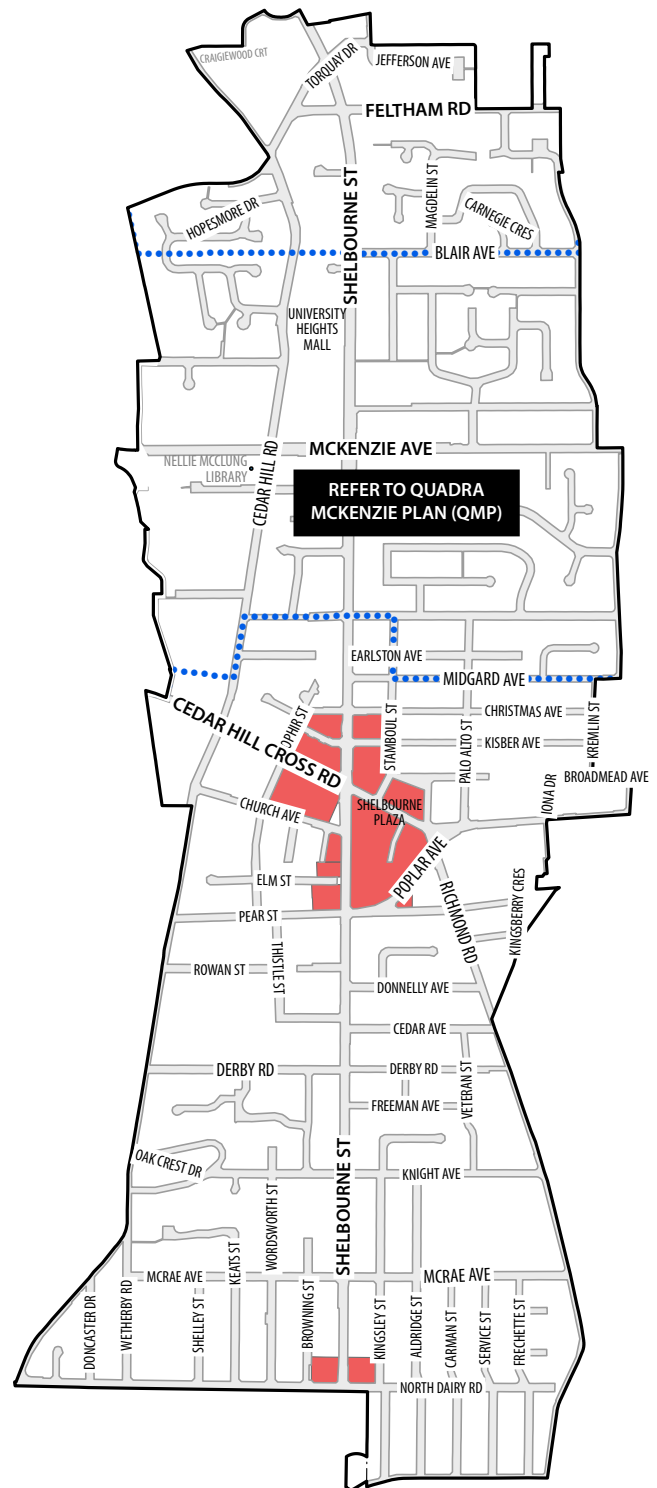 CRAIGIEWOOD CRT
TORQUAY DR
JEFFERSON AVE
FELTHAM RD
SHELBOURNE ST
MAGDELIN ST
CARNEGIE CRES
HOPESMORE DR
BLAIR AVE
UNIVERSITY
HEIGHTS
MALL
MCKENZIE AVE
NELLIE MCCLUNG
LIBRARY
CEDAR HILL RD
REFER TO QUADRA
MCKENZIE PLAN (QMP)
EARLSTON AVE
MIDGARD AVE
CEDAR HILL CROSS RD
OPHIR ST
STAMBOUL ST
CHRISTMAS AVE
PALO ALTO ST
KISBER AVE
KREMLIN ST
BROADMEAD AVE
IONA DR
SHELBOURNE
PLAZA
CHURCH AVE
POPLAR AVE
ELM ST
RICHMOND RD
PEAR ST
KINGSBERRY CRES
THISTLE ST
ROWAN ST
DONNELLY AVE
CEDAR AVE
DERBY RD
DERBY RD
VETERAN ST
FREEMAN AVE
OAK CREST DR
SHELBOURNE ST
KNIGHT AVE
WORDSWORTH ST
KEATS ST
MCRAE AVE
MCRAE AVE
DONCASTER DR
WETHERBY RD
SHELLEY ST
BROWNING ST
KINGSLEY ST
ALDRIDGE ST
CARMAN ST
SERVICE ST
FRECHETTE ST
NORTH DAIRY RD